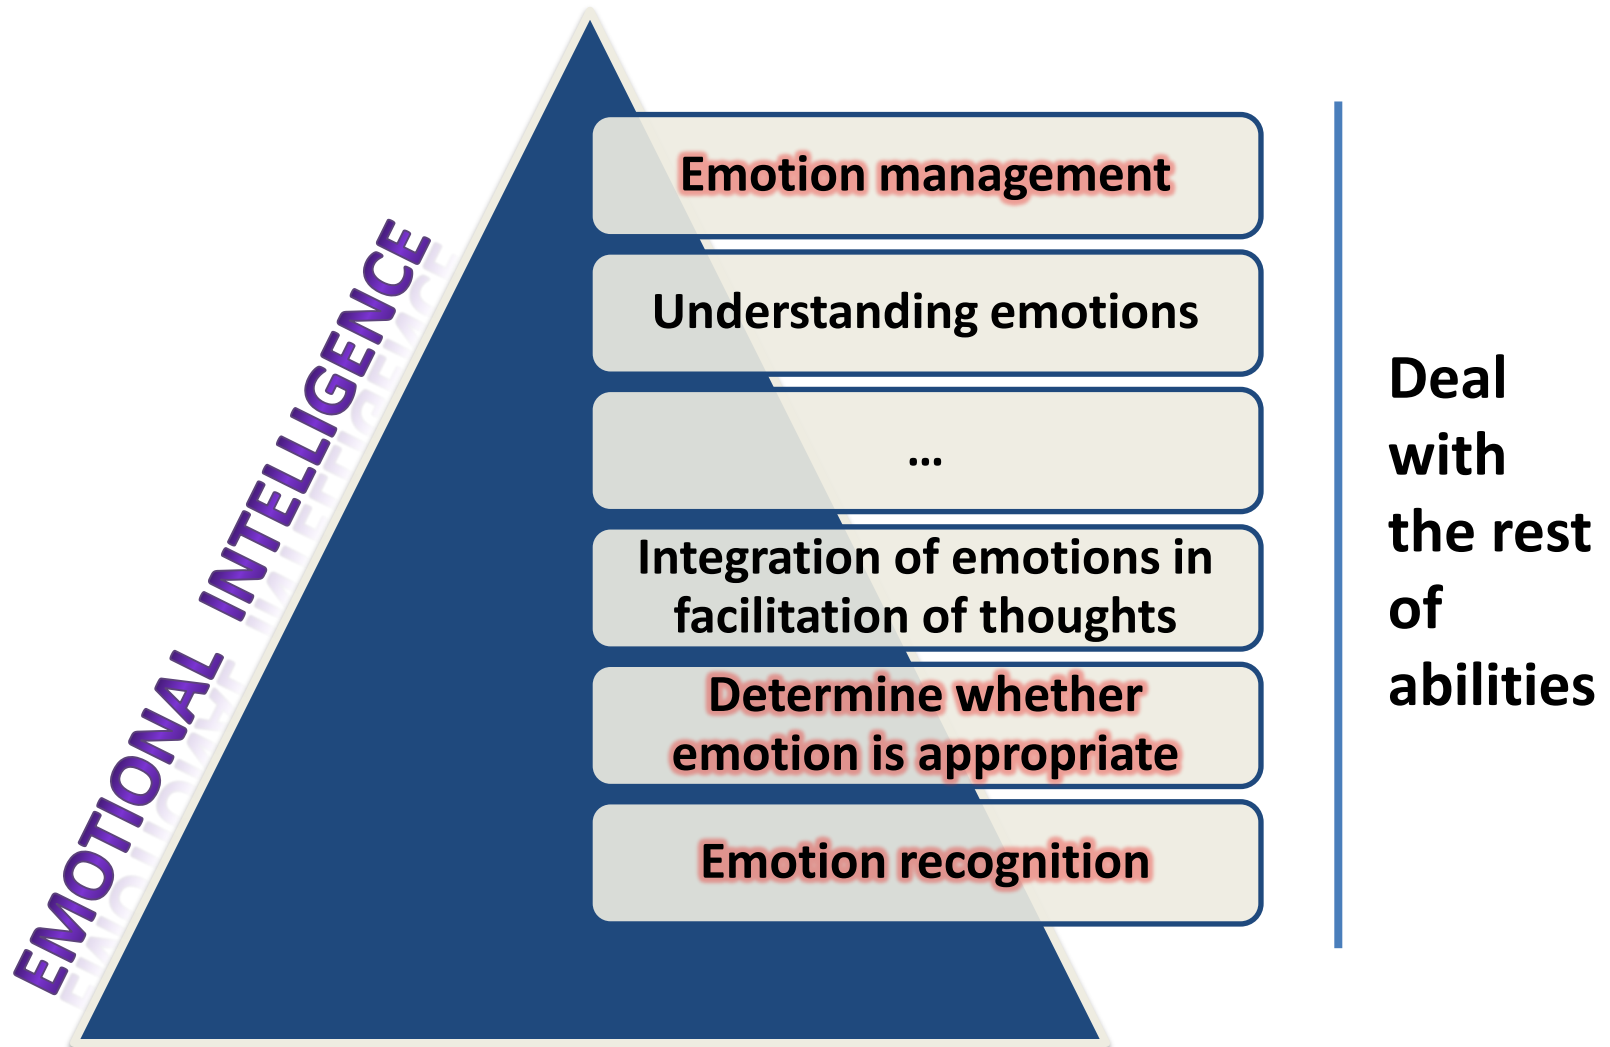 EMOTIONAL INTELLIGENCE
Emotion management
Understanding emotions
...
Integration of emotions in
facilitation of thoughts
Determine whether
emotion is appropriate
Emotion recognition
Deal
with
the rest
of
abilities